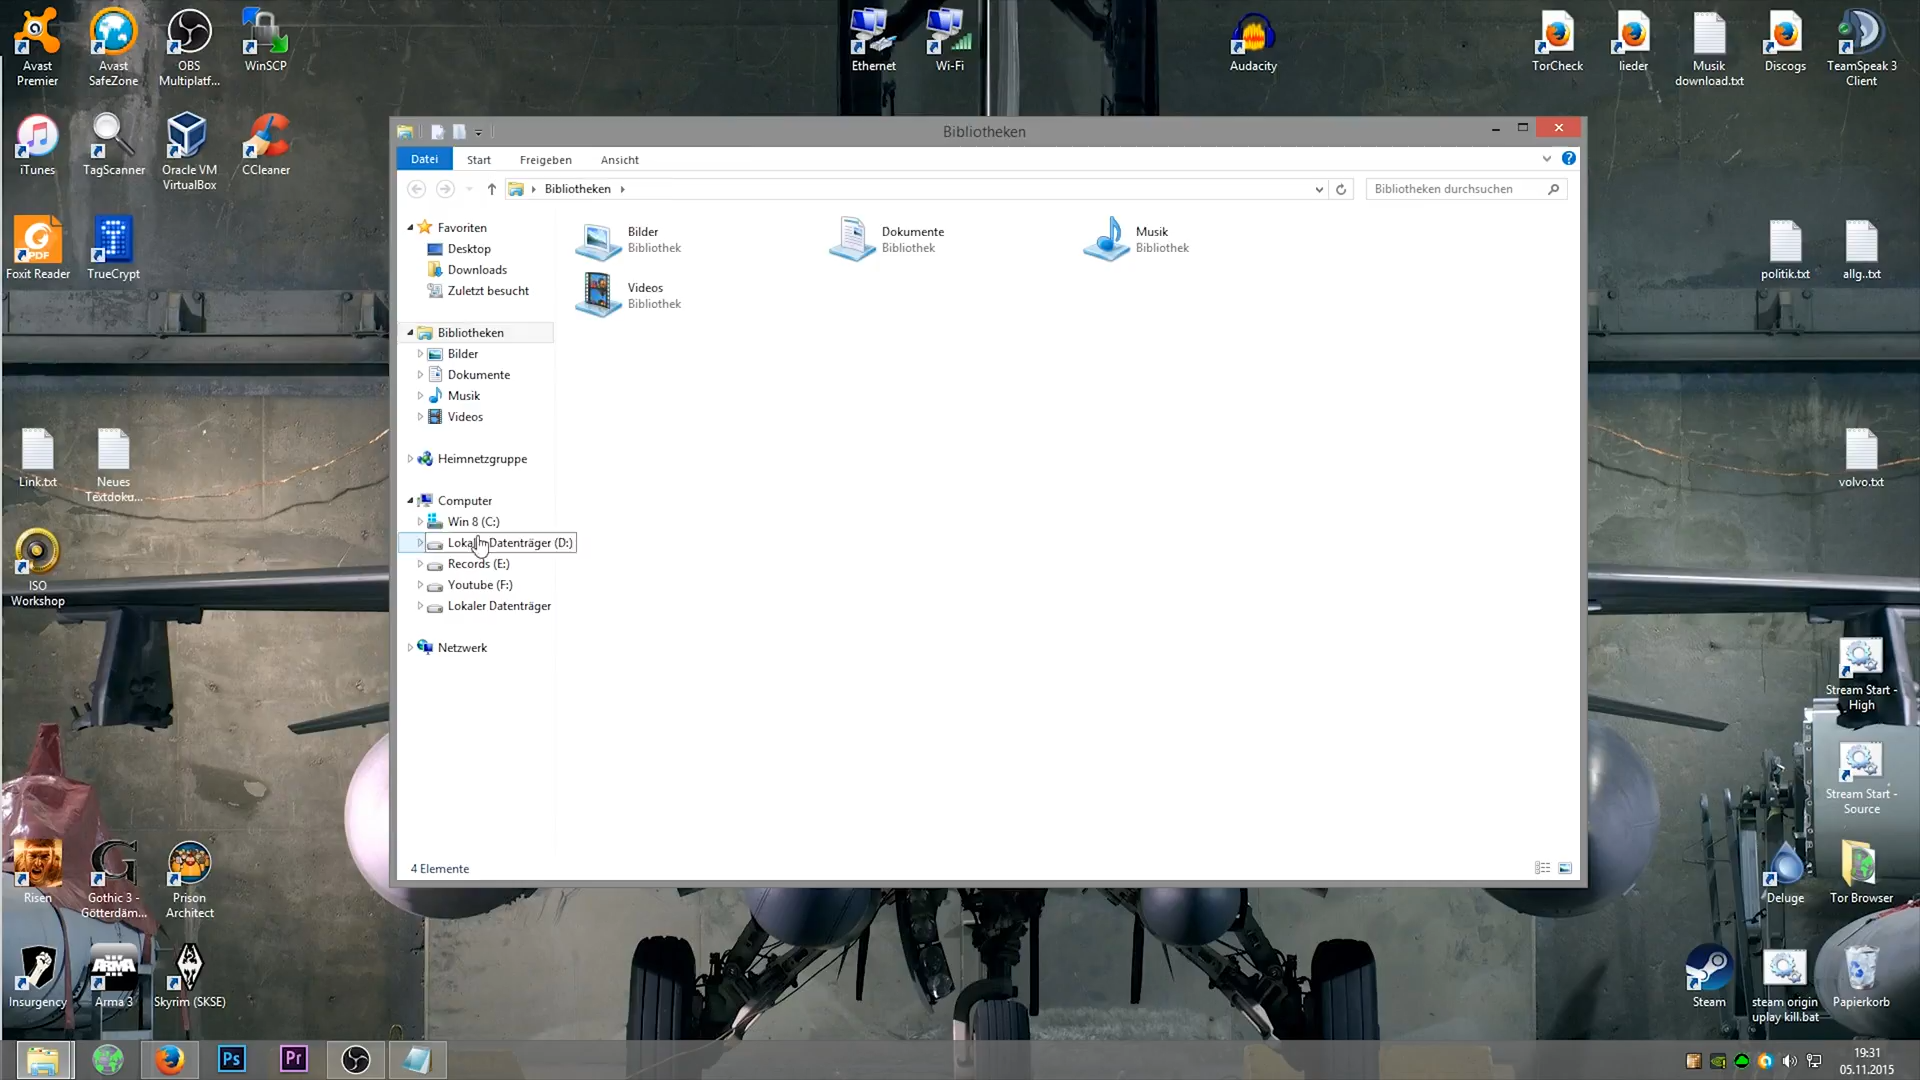 Avast
Premier
Avast
SafeZone
OBS
Multiplatf...
WinSCP
Ethernet
Wi-Fi
Audacity
TorCheck
lieder
Musik
download.txt
Discogs
TeamSpeak 3
Client
iTunes
TagScanner
Oracle VM
VirtualBox
CCleaner
Foxit Reader
TrueCrypt
politik.txt
allg..txt
Link.txt
Neues
Textdoku...
volvo.txt
ISO
Workshop
Stream Start -
High
Stream Start -
Source
Risen
Gothic 3 -
Götterdäm...
Prison
Architect
Deluge
Tor Browser
Insurgency
Arma 3
Skyrim (SKSE)
Steam
steam origin
uplay kill.bat
Papierkorb
Bibliotheken
Datei
Start
Freigeben
Ansicht
Bibliotheken
Bibliotheken durchsuchen
Favoriten
Desktop
Downloads
Zuletzt besucht
Bibliotheken
Bilder
Dokumente
Musik
Videos
Heimnetzgruppe
Computer
Win 8 (C:)
Lokaler Datenträger (D:)
Records (E:)
Youtube (F:)
Lokaler Datenträger
Netzwerk
Bilder
Bibliothek
Dokumente
Bibliothek
Musik
Bibliothek
Videos
Bibliothek
4 Elemente
Ps
Pr
19:31
05.11.2015